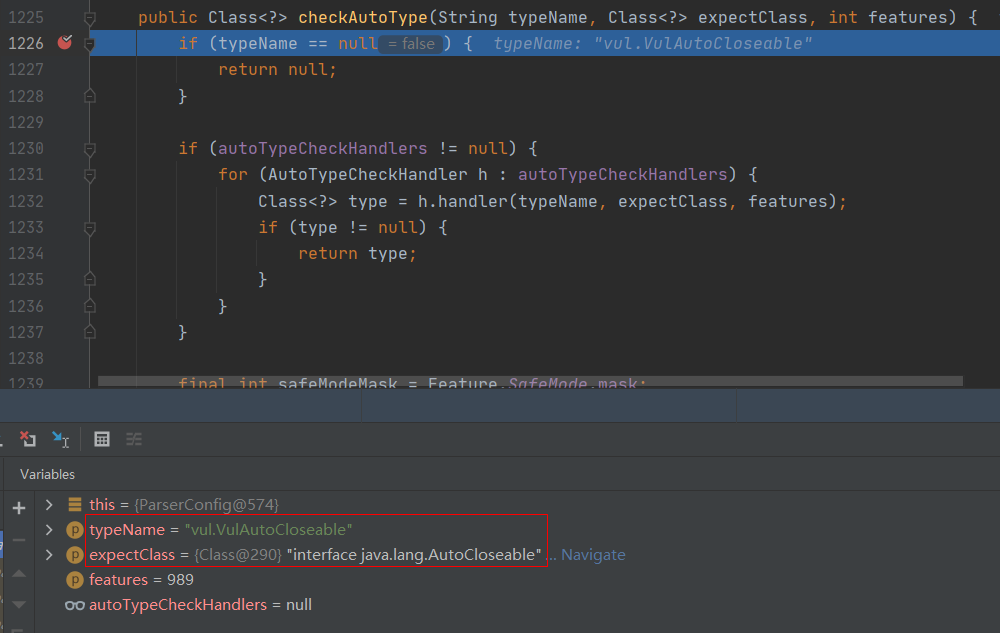 1225 public Class<?> checkAutoType(String typeName, Class<?> expectClass, int features) {
1226 if (typeName == null = false ) { typeName: "vul.VulAutoCloseable"
1227 return null;
1228 }
1229
1230 if (autoTypeCheckHandlers != null) {
1231 for (AutoTypeCheckHandler h : autoTypeCheckHandlers) {
1232 Class<?> type = h.handler(typeName, expectClass, features);
1233 if (type != null) {
1234 return type;
1235 }
1236 }
1237 }
1238
1239 final int safeModeMask = Feature.SafeMode.mask;
Variables
this = {ParserConfig@574}
p typeName = "vul.VulAutoCloseable"
p expectClass = {Class@290} "interface java.lang.AutoCloseable" ... Navigate
p features = 989
autoTypeCheckHandlers = null